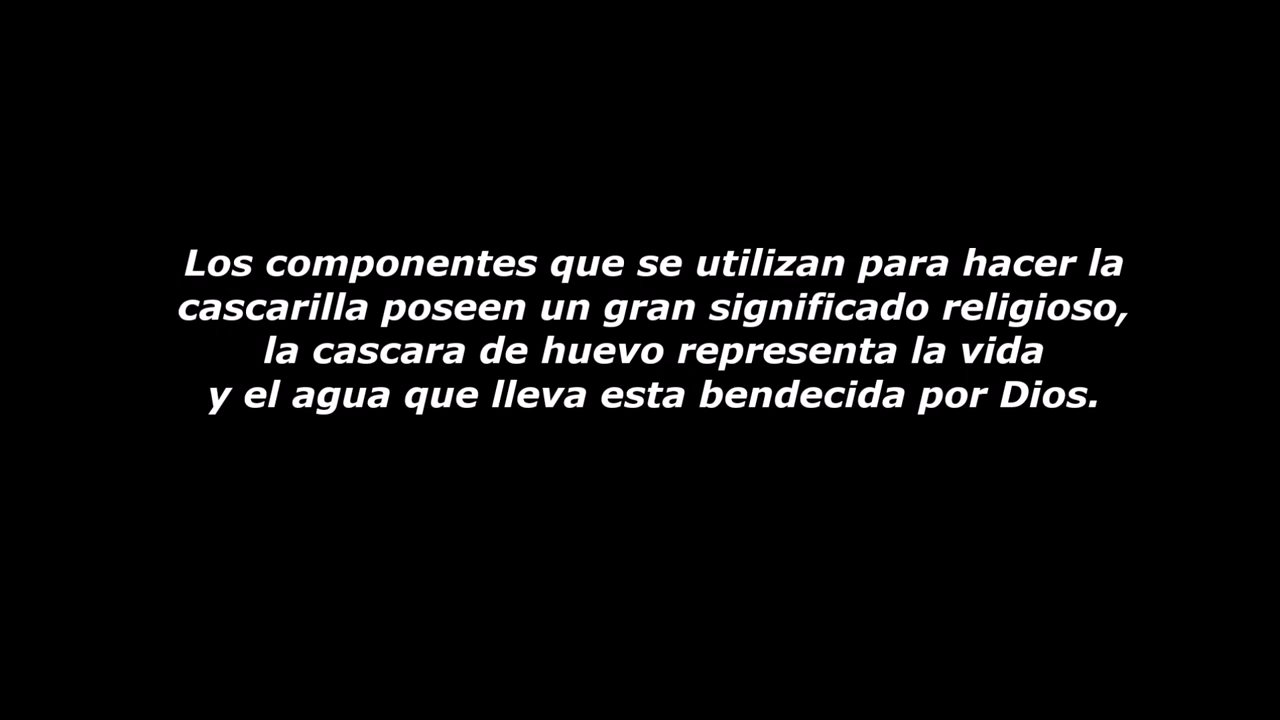 Los componentes que se utilizan para hacer la
cascarilla poseen un gran significado religioso,
la cascara de huevo representa la vida
y el agua que lleva esta bendecida por Dios.